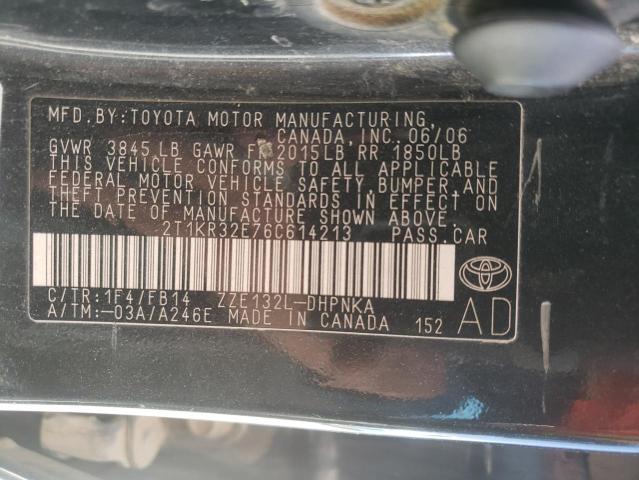 MFD.BY:TOYOTA MOTOR MANUFACTURING,
CANADA,INC. 06/06
GVWR 3845LB GAWR FR 2015LB RR 1850LB
THIS VEHICLE CONFORMS TO ALL APPLICABLE
FEDERAL MOTOR VEHICLE SAFETY,BUMPER,AND
THEFT PREVENTION STANDARDS IN EFFECT ON
THE DATE OF MANUFACTURE SHOWN ABOVE.
2T1KR32E76C614213 PASS.CAR
C/TR:1F4/FB14 ZZE132L-DHPNKA
A/TM:-03A/A246E MADE IN CANADA 152
AD